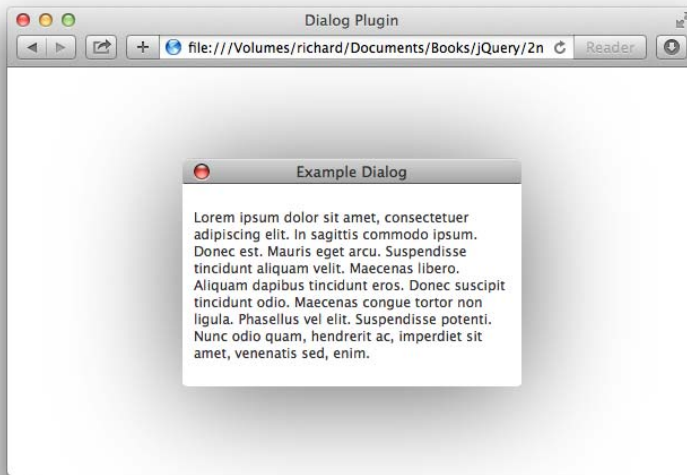 Dialog Plugin
file:///Volumes/richard/Documents/Books/jQuery/2n
Reader
Example Dialog
Lorem ipsum dolor sit amet, consectetuer
adipiscing elit. In sagittis commodo ipsum.
Donec est. Mauris eget arcu. Suspendisse
tincidunt aliquam velit. Maecenas libero.
Aliquam dapibus tincidunt eros. Donec suscipit
tincidunt odio. Maecenas congue tortor non
ligula. Phasellus vel elit. Suspendisse potenti.
Nunc odio quam, hendrerit ac, imperdiet sit
amet, venenatis sed, enim.